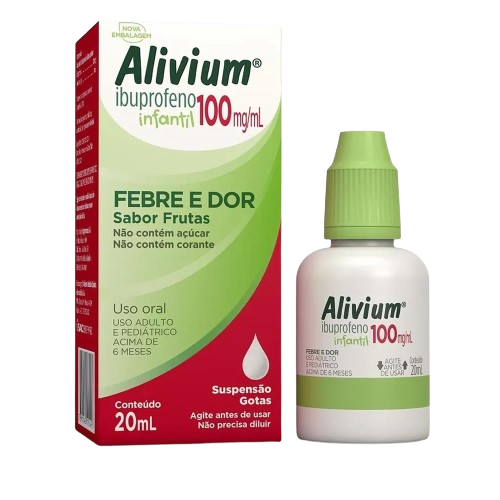 NOVA
EMBALAGEM
Alivium®
ibuprofeno 100 mg/mL
infantil
FEBRE E DOR
Sabor Frutas
Não contém açúcar
Não contém corante
Uso oral
USO ADULTO
E PEDIÁTRICO
ACIMA DE
6 MESES
Conteúdo
20mL
Suspensão
Gotas
Agite antes de usar
Não precisa diluir
SAC
Alivium®
ibuprofeno 100 mg/mL
infantil
FEBRE E DOR
USO ADULTO
E PEDIÁTRICO
ACIMA DE 6 MESES
AGITE
ANTES
DE USAR
Conteúdo
20mL